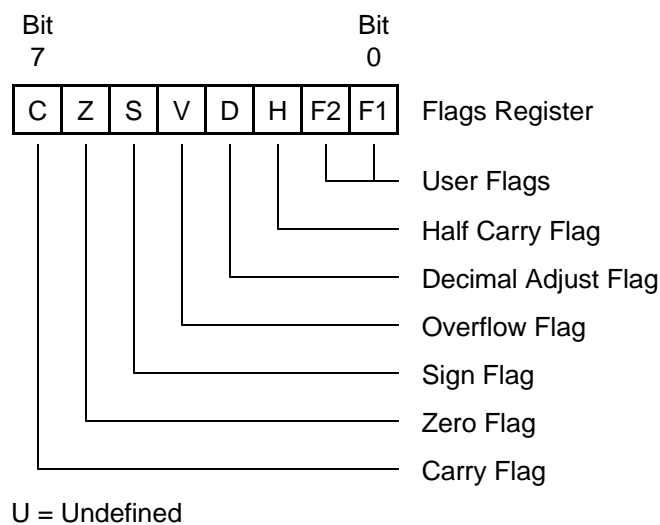 Bit Bit
7 0
C Z S V D H F2 F1 Flags Register
User Flags
Half Carry Flag
Decimal Adjust Flag
Overflow Flag
Sign Flag
Zero Flag
Carry Flag
U = Undefined